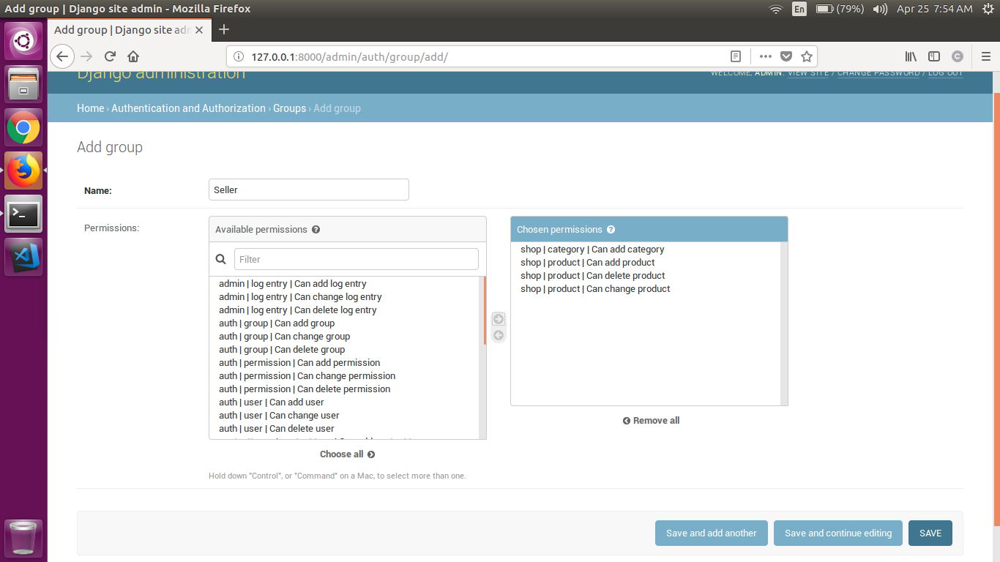 Add group | Django site admin - Mozilla Firefox
En (79%) Apr 25 7:54 AM
Add group | Django site adm
127.0.0.1:8000/admin/auth/group/add/
Django administration
WELCOME, ADMIN. VIEW SITE / CHANGE PASSWORD / LOG OUT
Home › Authentication and Authorization › Groups › Add group
Add group
Name:
Seller
Permissions:
Available permissions ?
Filter
admin | log entry | Can add log entry
admin | log entry | Can change log entry
admin | log entry | Can delete log entry
auth | group | Can add group
auth | group | Can change group
auth | group | Can delete group
auth | permission | Can add permission
auth | permission | Can change permission
auth | permission | Can delete permission
auth | user | Can add user
auth | user | Can change user
auth | user | Can delete user
Choose all
Hold down "Control", or "Command" on a Mac, to select more than one.
Chosen permissions ?
shop | category | Can add category
shop | product | Can add product
shop | product | Can delete product
shop | product | Can change product
Remove all
Save and add another
Save and continue editing
SAVE